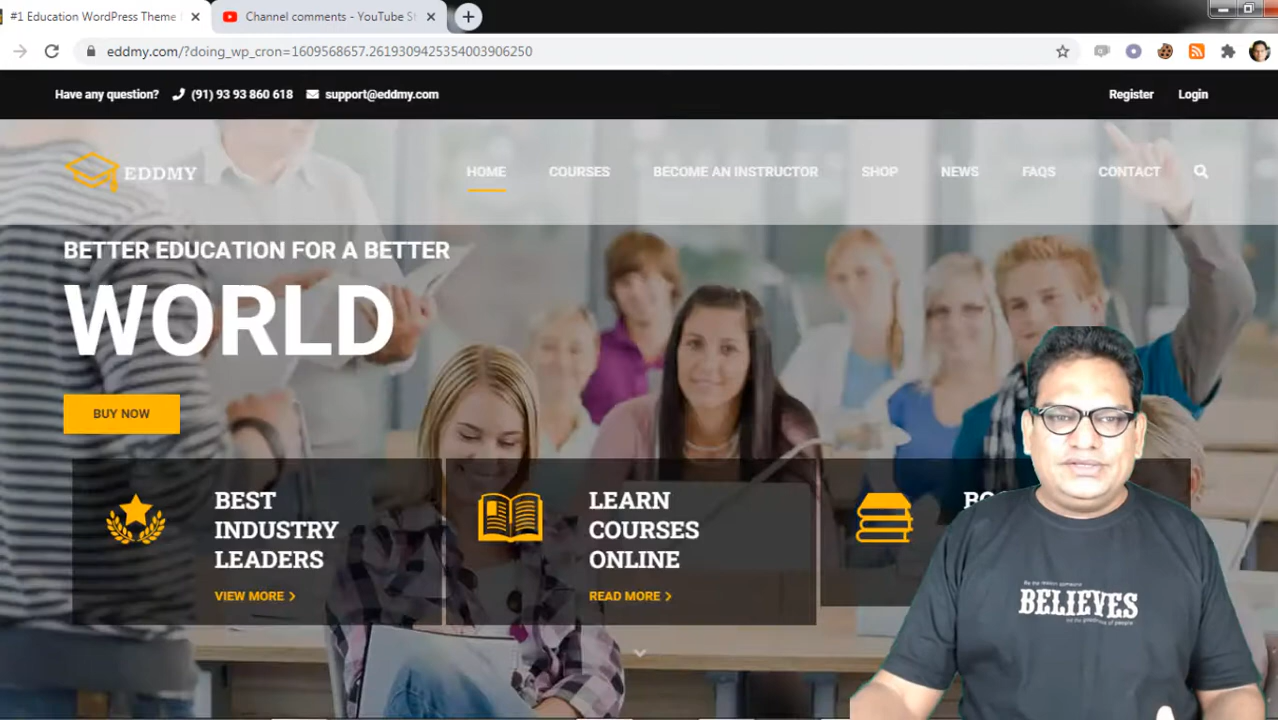 #1 Education WordPress Theme
Channel comments - YouTube S
eddmy.com/?doing_wp_cron=1609568657.2619309425354003906250
Have any question? (91) 93 93 860 618 support@eddmy.com
Register Login
EDDMY
HOME COURSES BECOME AN INSTRUCTOR SHOP NEWS FAQS CONTACT
BETTER EDUCATION FOR A BETTER
WORLD
BUY NOW
BEST
INDUSTRY
LEADERS
VIEW MORE
LEARN
COURSES
ONLINE
READ MORE
BELIEVES